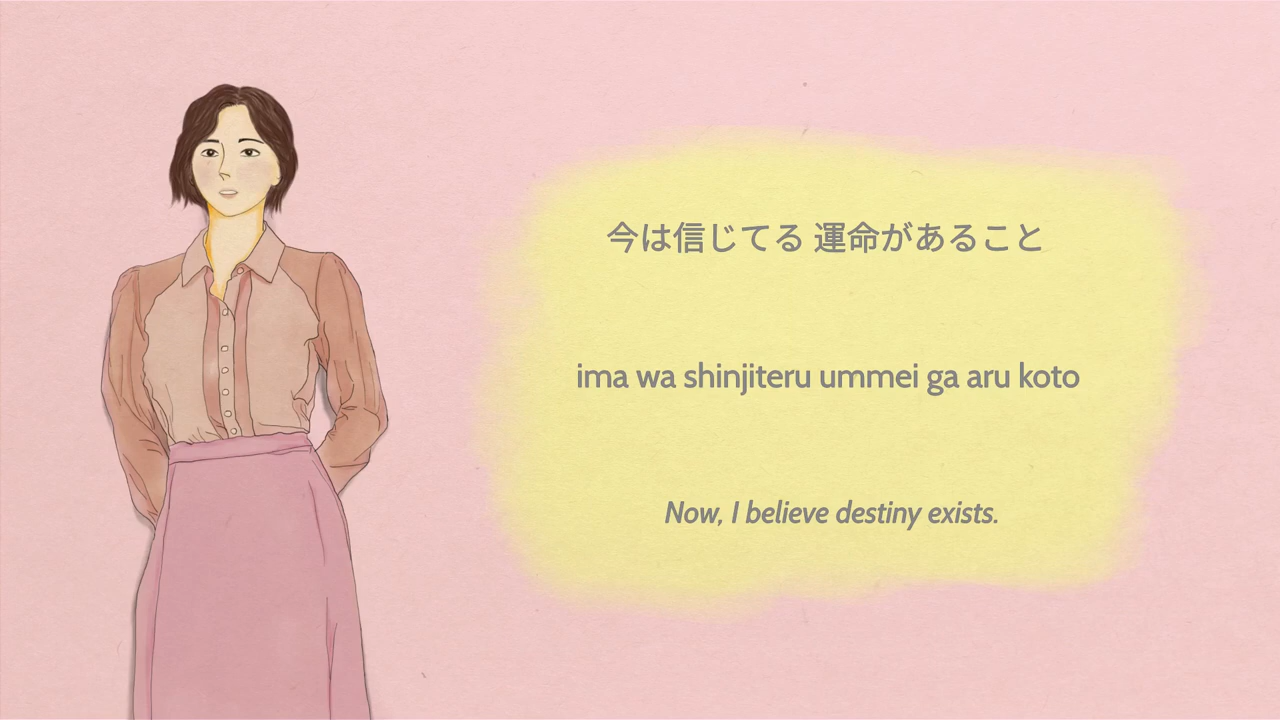 今は信じてる 運命があること
ima wa shinjiteru ummei ga aru koto
Now, I believe destiny exists.